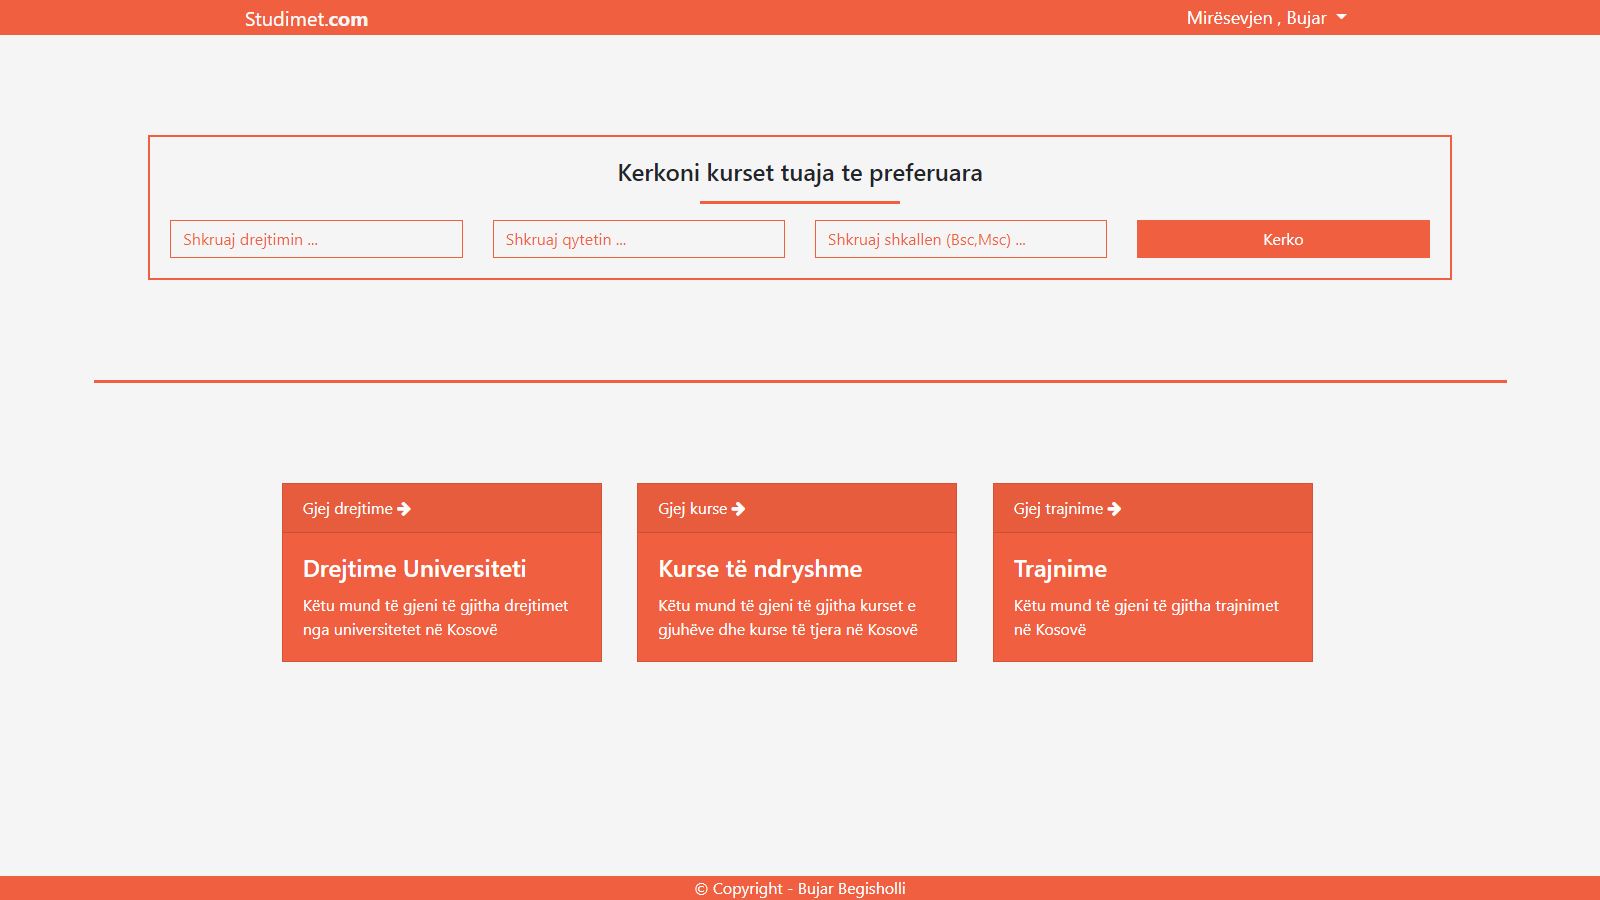 Studimet.com
Mirësevjen , Bujar
Kerkoni kurset tuaja te preferuara
Shkruaj drejtimin ...
Shkruaj qytetin ...
Shkruaj shkallen (Bsc,Msc) ...
Kerko
Gjej drejtime
Drejtime Universiteti
Këtu mund të gjeni të gjitha drejtimet
nga universitetet në Kosovë
Gjej kurse
Kurse të ndryshme
Këtu mund të gjeni të gjitha kurset e
gjuhëve dhe kurse të tjera në Kosovë
Gjej trajnime
Trajnime
Këtu mund të gjeni të gjitha trajnimet
në Kosovë
© Copyright - Bujar Begisholli